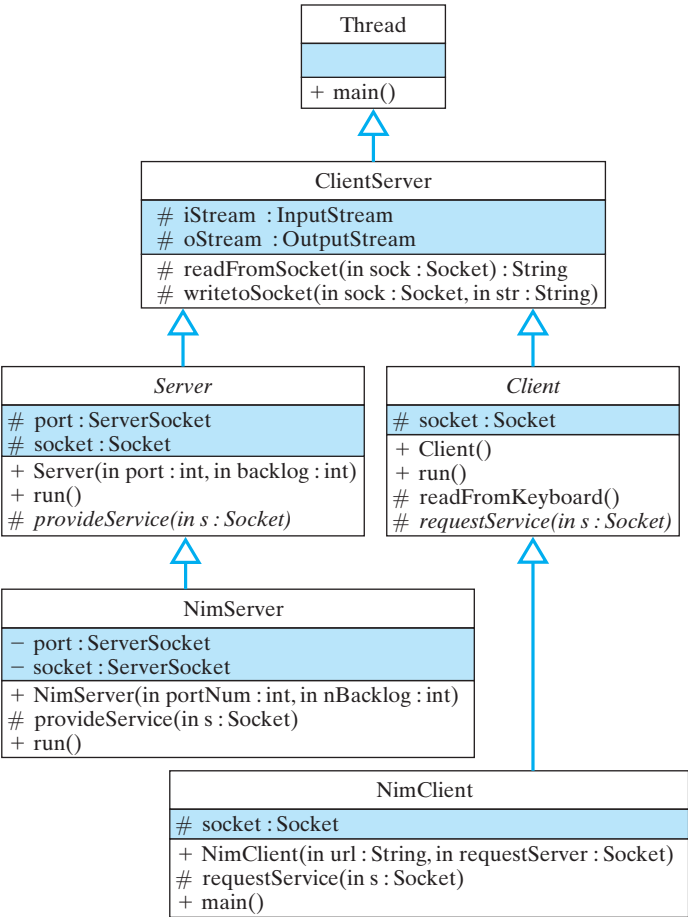 Thread
+ main()
ClientServer
# iStream : InputStream
# oStream : OutputStream
# readFromSocket(in sock : Socket) : String
# writetoSocket(in sock : Socket, in str : String)
Server
# port : ServerSocket
# socket : Socket
+ Server(in port : int, in backlog : int)
+ run()
# provideService(in s : Socket)
Client
# socket : Socket
+ Client()
+ run()
# readFromKeyboard()
# requestService(in s : Socket)
NimServer
− port : ServerSocket
− socket : ServerSocket
+ NimServer(in portNum : int, in nBacklog : int)
# provideService(in s : Socket)
+ run()
NimClient
# socket : Socket
+ NimClient(in url : String, in requestServer : Socket)
# requestService(in s : Socket)
+ main()